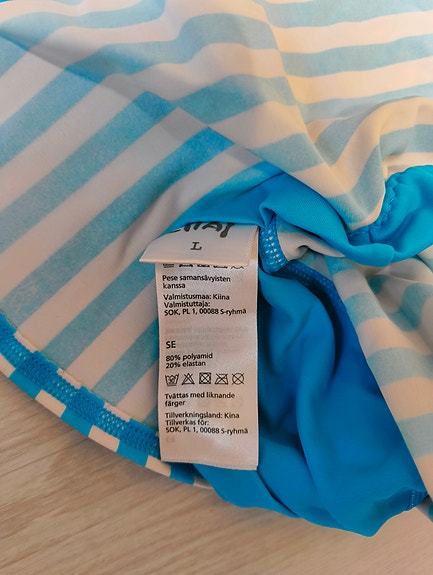 L
Pese samansävyisten
kanssa
Valmistusmaa: Kiina
Valmistuttaja:
SOK, PL 1, 00088 S-ryhmä
SE
80% polyamid
20% elastan
Tvättas med liknande
färger
Tillverkningsland: Kina
Tillverkas för:
SOK, PL 1, 00088 S-ryhmä